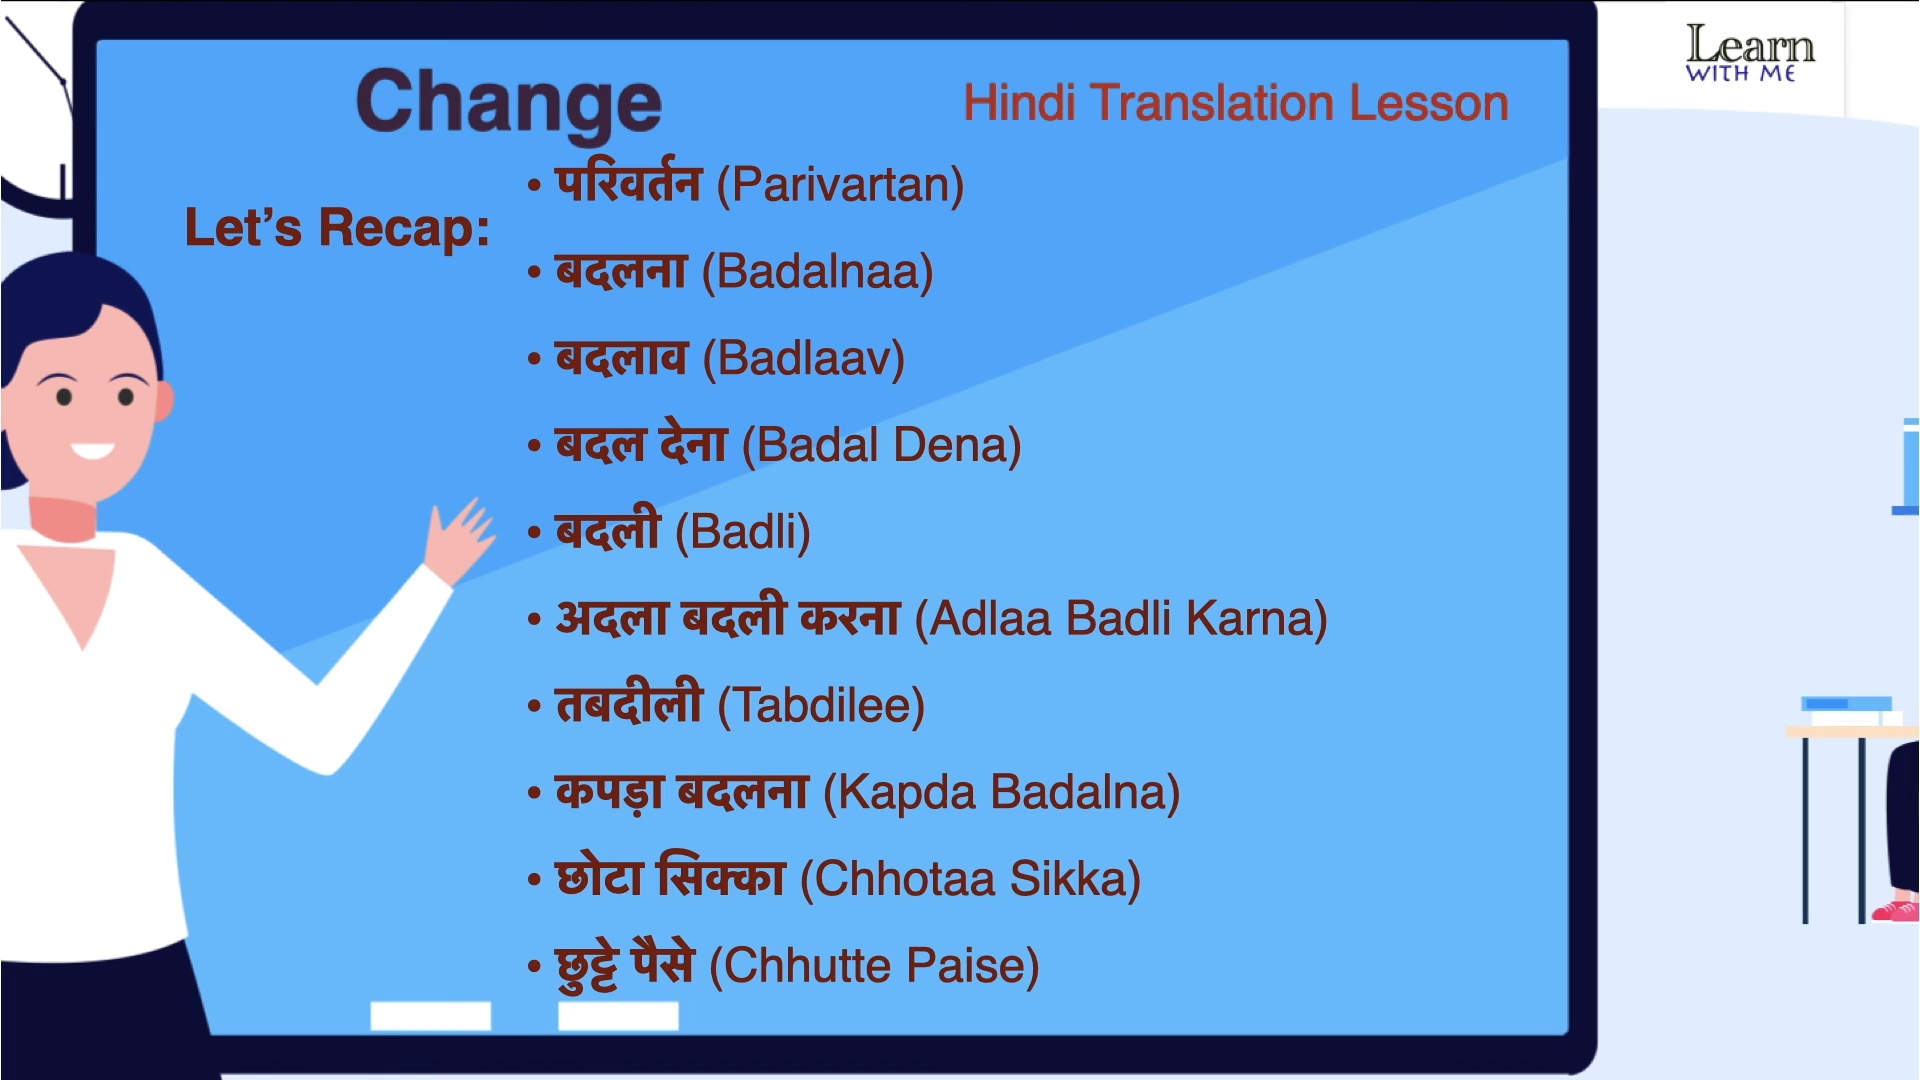 Learn
WITH ME
Change
Hindi Translation Lesson
Let's Recap:
• परिवर्तन (Parivartan)
• बदलना (Badalnaa)
• बदलाव (Badlaav)
• बदल देना (Badal Dena)
• बदली (Badli)
• अदला बदली करना (Adlaa Badli Karna)
• तबदीली (Tabdilee)
• कपड़ा बदलना (Kapda Badalna)
• छोटा सिक्का (Chhotaa Sikka)
• छुट्टे पैसे (Chhutte Paise)